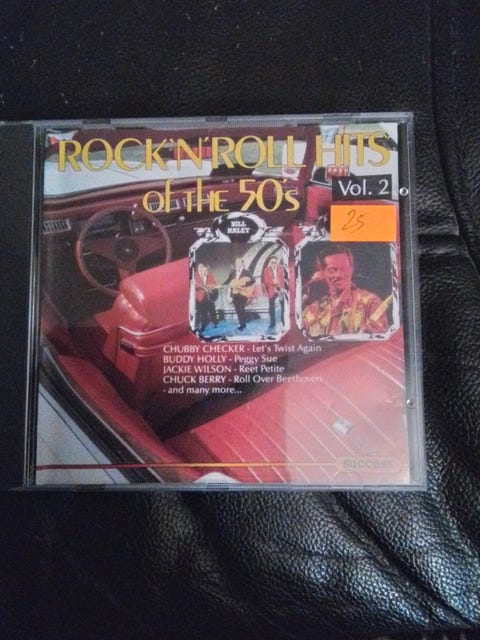 ROCK'N'ROLL HITS
of the 50's
Vol. 2
25
BILL
HALEY
CHUBBY CHECKER - Let's Twist Again
BUDDY HOLLY - Peggy Sue
JACKIE WILSON - Reet Petite
CHUCK BERRY - Roll Over Beethoven
- and many more...
success